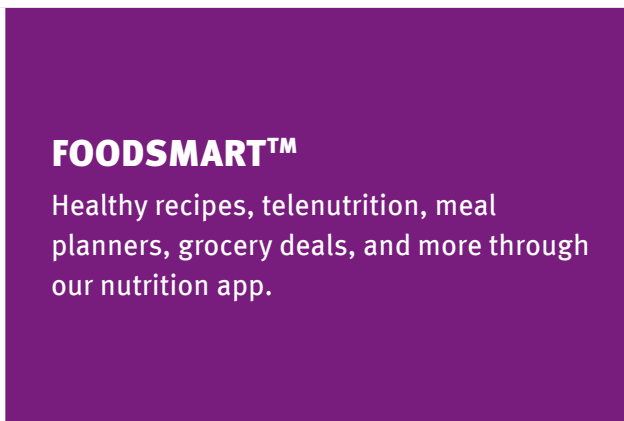 FOODSMART™
Healthy recipes, telenutrition, meal
planners, grocery deals, and more through
our nutrition app.